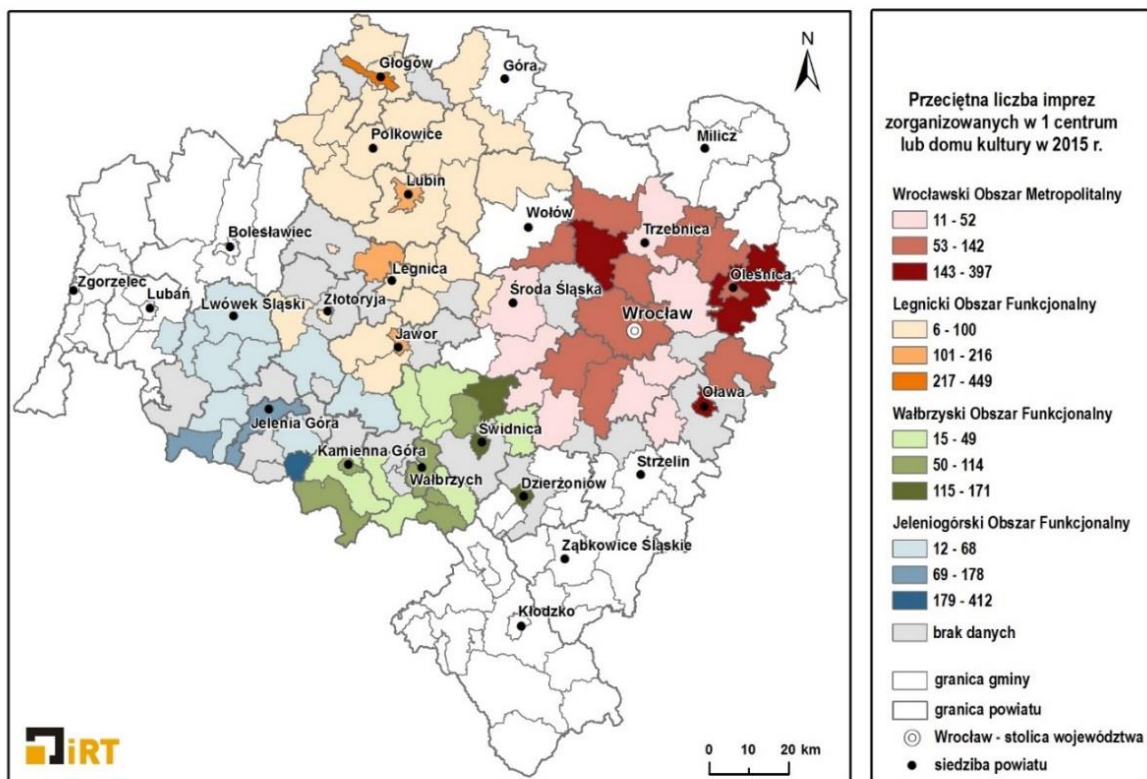 Głogów
Góra
N
Polkowice
Milicz
Lubin
Wołów
Trzebnica
Bolesławiec
Oleśnica
Legnica
Zgorzelec
Lubań
Lwówek Śląski
Złotoryja
Środa Śląska
Wrocław
Jawor
Oława
Jelenia Góra
Świdnica
Kamienna Góra
Wałbrzych
Strzelin
Dzierżoniów
Ząbkowice Śląskie
Kłodzko
iRT
0 10 20 km
Przeciętna liczba imprez
zorganizowanych w 1 centrum
lub domu kultury w 2015 r.
Wrocławski Obszar Metropolitalny
11 - 52
53 - 142
143 - 397
Legnicki Obszar Funkcjonalny
6 - 100
101 - 216
217 - 449
Wałbrzyski Obszar Funkcjonalny
15 - 49
50 - 114
115 - 171
Jeleniogórski Obszar Funkcjonalny
12 - 68
69 - 178
179 - 412
brak danych
granica gminy
granica powiatu
Wrocław - stolica województwa
siedziba powiatu